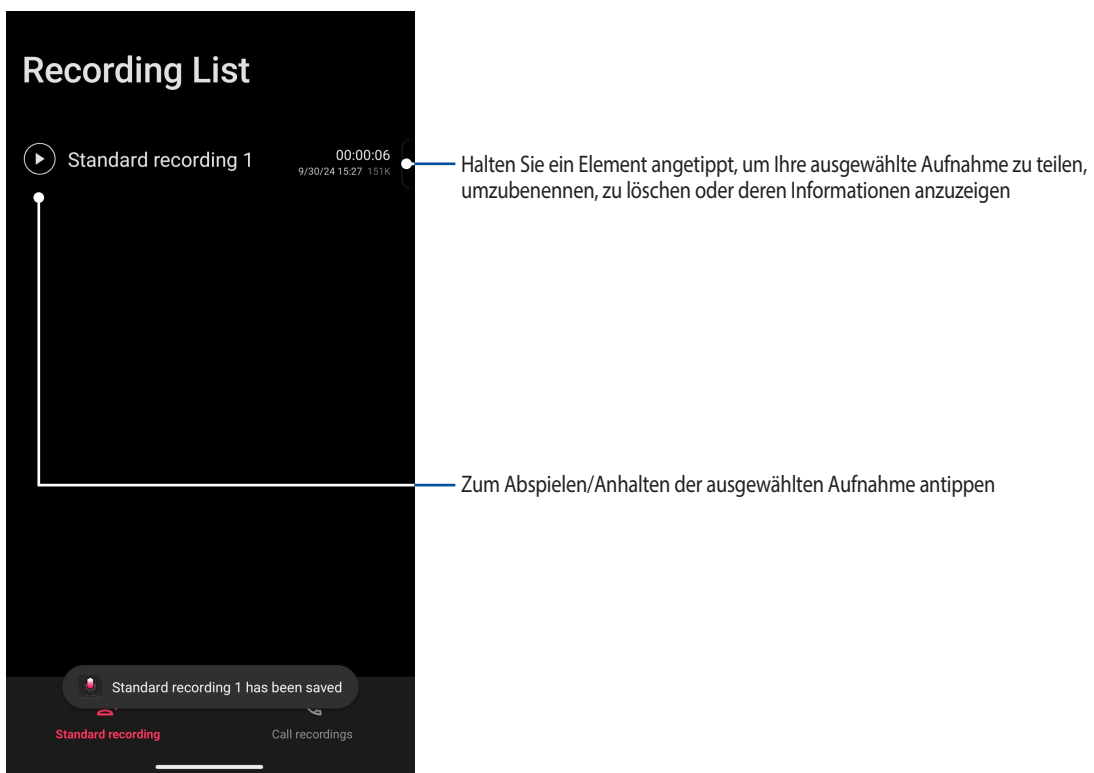 Recording List
Standard recording 1
00:00:06
9/30/24 15:27 151K
Halten Sie ein Element angetippt, um Ihre ausgewählte Aufnahme zu teilen,
umzubenennen, zu löschen oder deren Informationen anzuzeigen
Zum Abspielen/Anhalten der ausgewählten Aufnahme antippen
Standard recording 1 has been saved
Standard recording
Call recordings